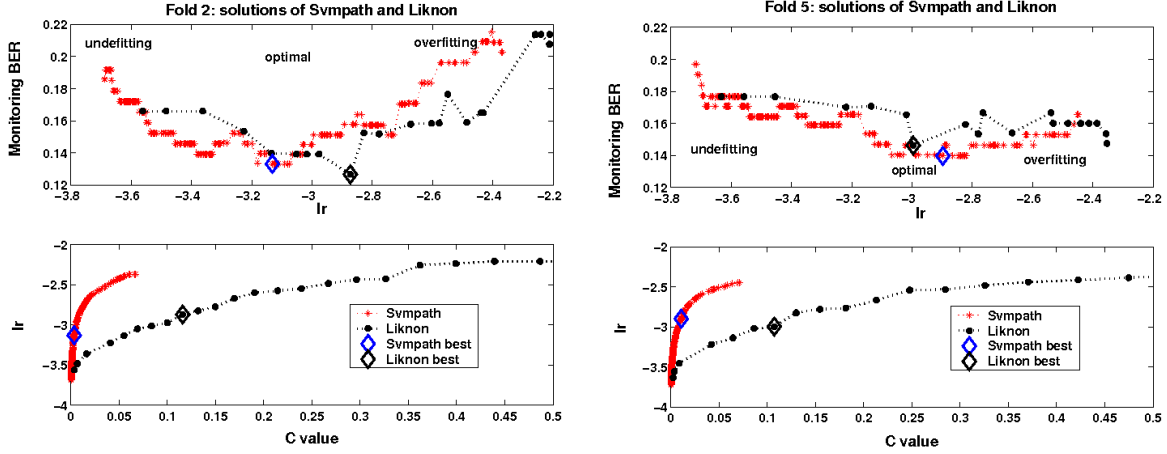 Fold 2: solutions of Svmpath and Liknon
0.22
0.2
0.18
0.16
0.14
0.12
Monitoring BER
undefitting
optimal
overfitting
−3.8 −3.6 −3.4 −3.2 −3 −2.8 −2.6 −2.4 −2.2
lr
Fold 5: solutions of Svmpath and Liknon
0.22
0.2
0.18
0.16
0.14
0.12
Monitoring BER
undefitting
optimal
overfitting
−3.8 −3.6 −3.4 −3.2 −3 −2.8 −2.6 −2.4 −2.2
lr
−2
−2.5
−3
−3.5
−4
lr
Svmpath
Liknon
Svmpath best
Liknon best
0 0.05 0.1 0.15 0.2 0.25 0.3 0.35 0.4 0.45 0.5
C value
−2
−2.5
−3
−3.5
−4
lr
Svmpath
Liknon
Svmpath best
Liknon best
0 0.05 0.1 0.15 0.2 0.25 0.3 0.35 0.4 0.45 0.5
C value